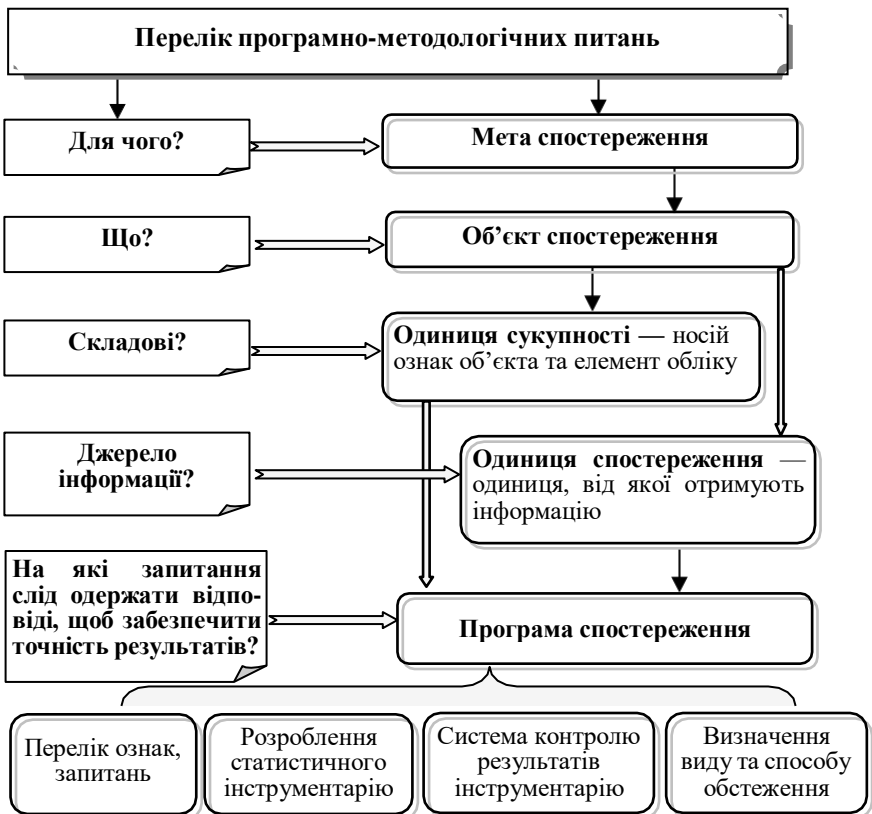 Перелік програмно-методологічних питань
Для чого?
Мета спостереження
Що?
Об’єкт спостереження
Складові?
Одиниця сукупності — носій
ознак об’єкта та елемент обліку
Джерело
інформації?
Одиниця спостереження —
одиниця, від якої отримують
інформацію
На які запитання
слід одержати відпо-
віді, щоб забезпечити
точність результатів?
Програма спостереження
Перелік ознак,
запитань
Розроблення
статистичного
інструментарію
Система контролю
результатів
інструментарію
Визначення
виду та способу
обстеження